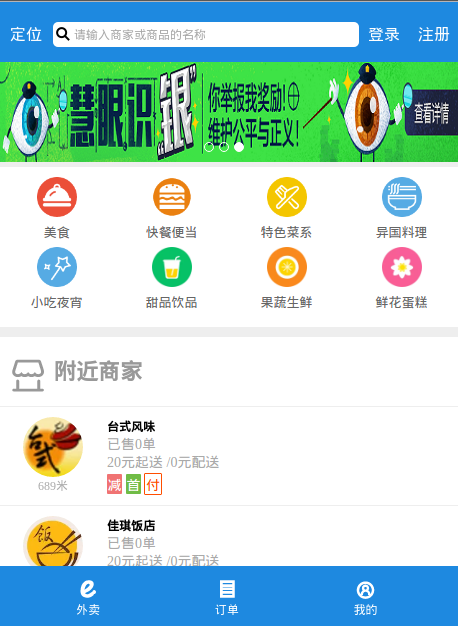 定位 请输入商家或商品的名称 登录 注册
慧眼识"银"
你举报我奖励!
维护公平与正义!
查看详情
美食 快餐便当 特色菜系 异国料理
小吃夜宵 甜品饮品 果蔬生鲜 鲜花蛋糕
附近商家
台式
台式风味
已售0单
20元起送 /0元配送
689米
减 首 付
饭
佳琪饭店
已售0单
20元起送 /0元配送
外卖 订单 我的